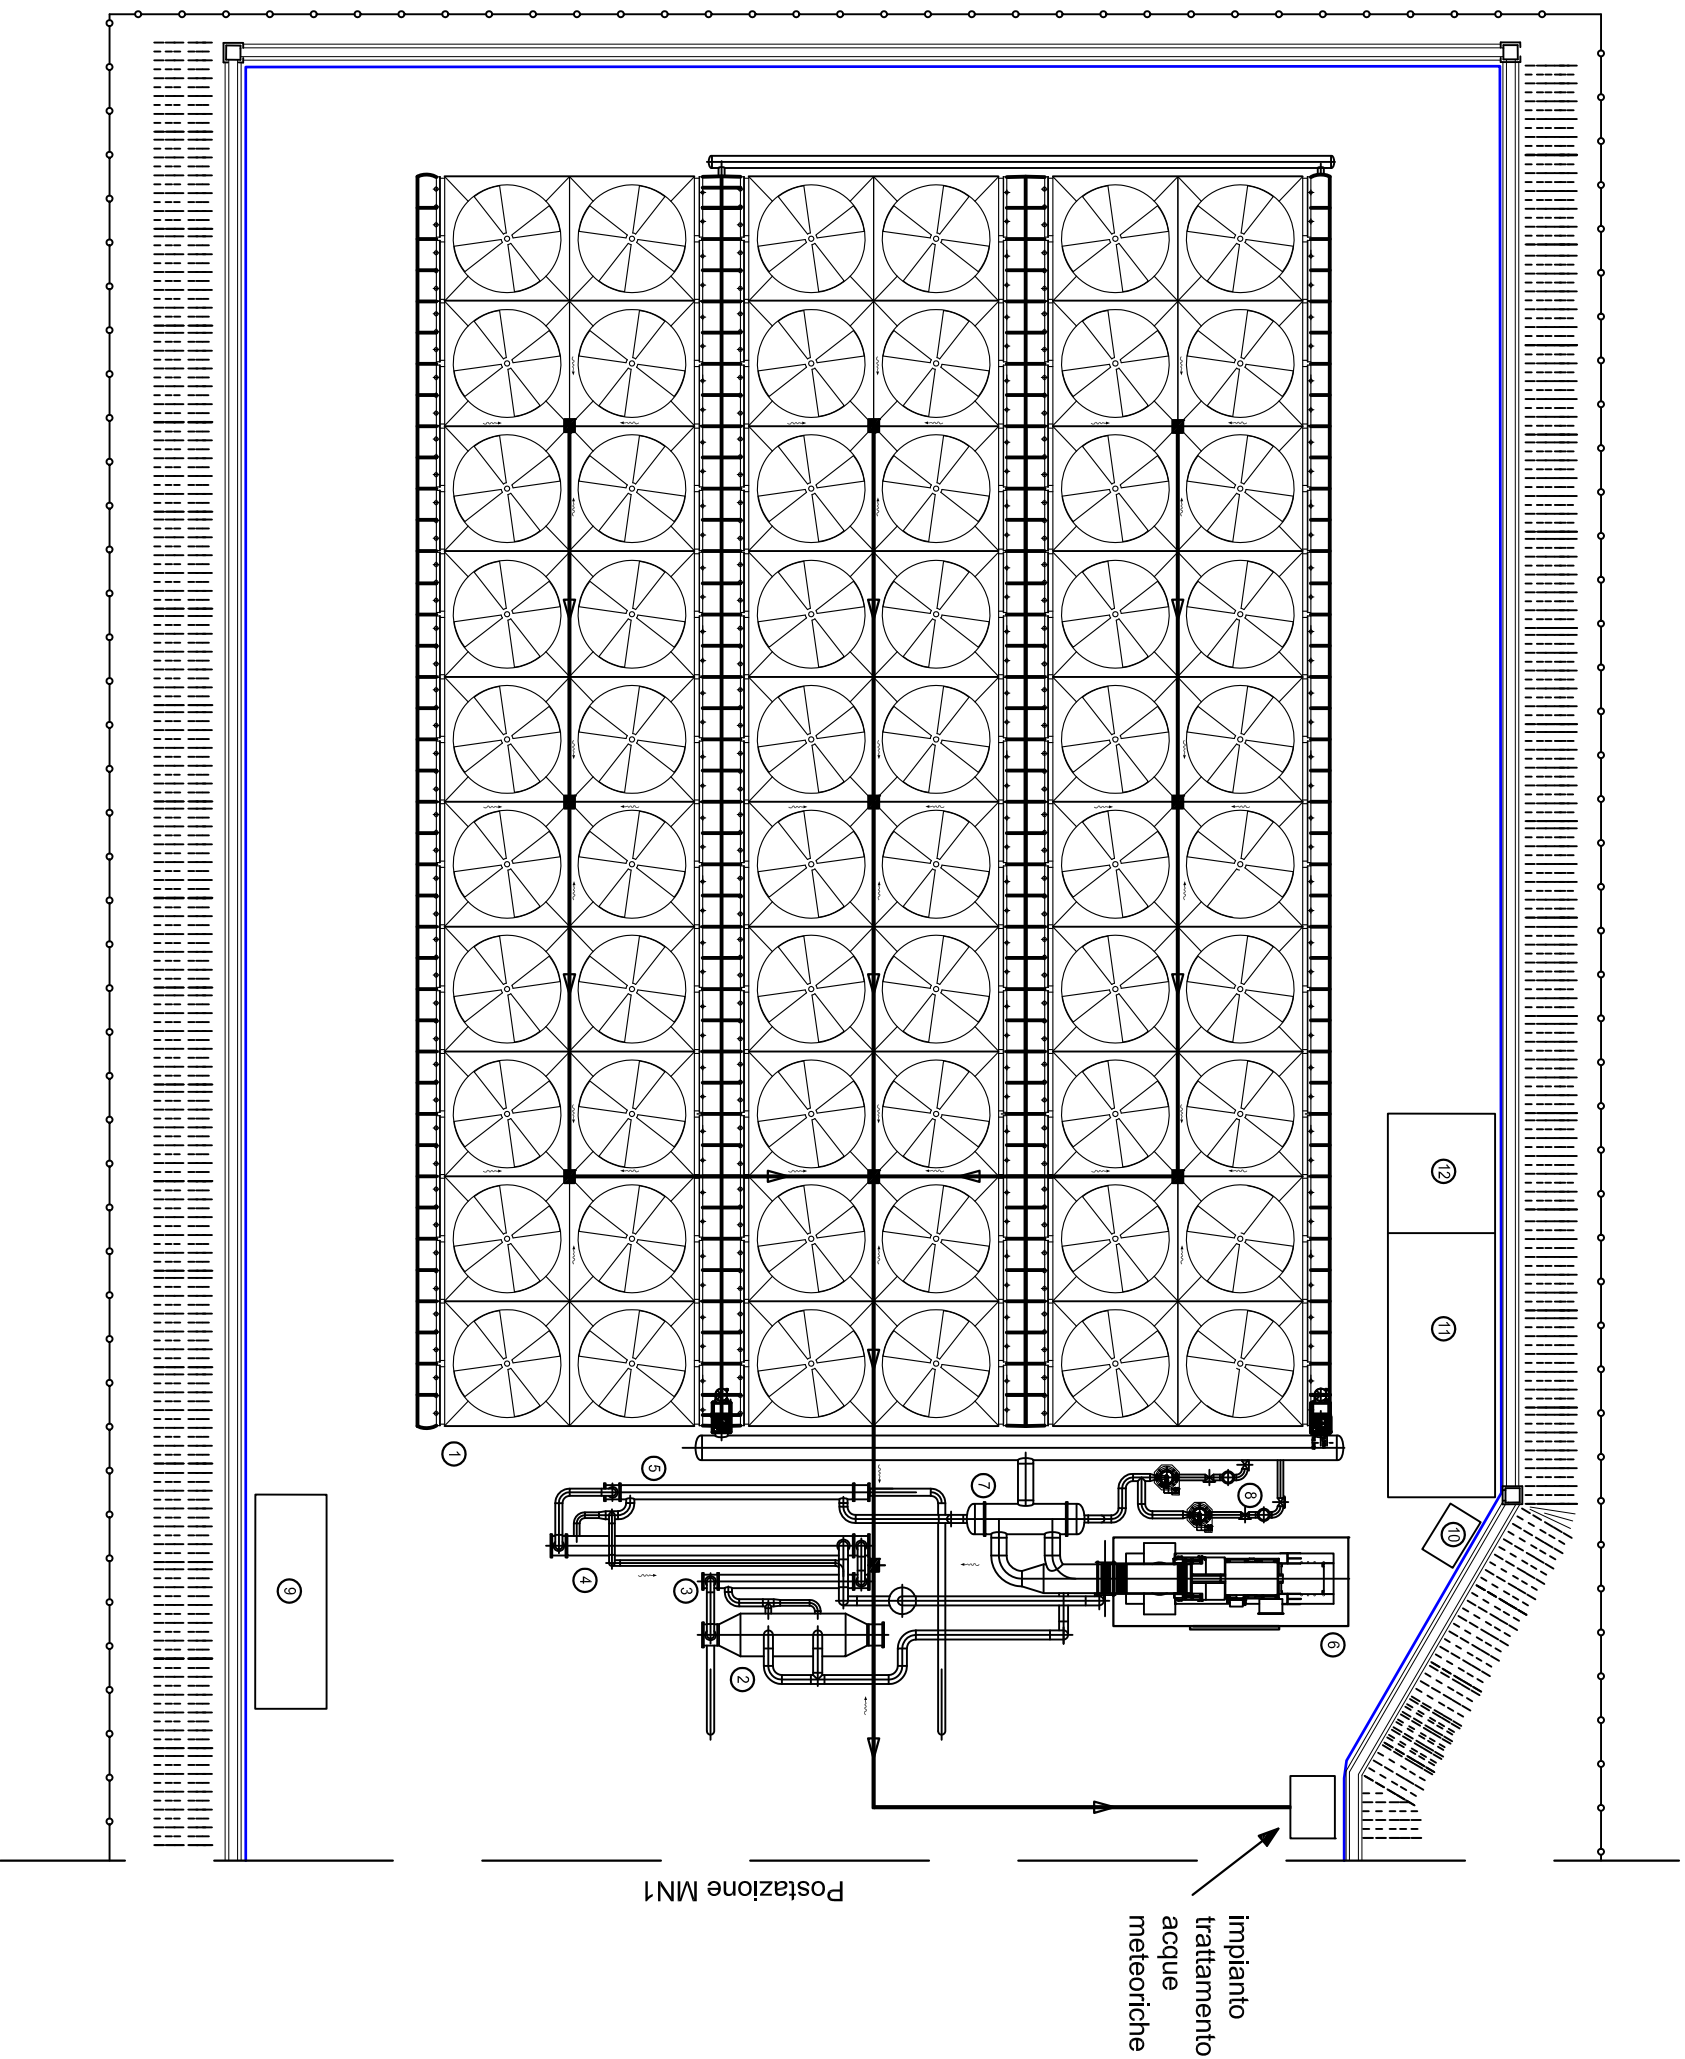 12
11
1
5
7
8
10
9
4
3
6
2
Postazione MN1
impianto
trattamento
acque
meteoriche